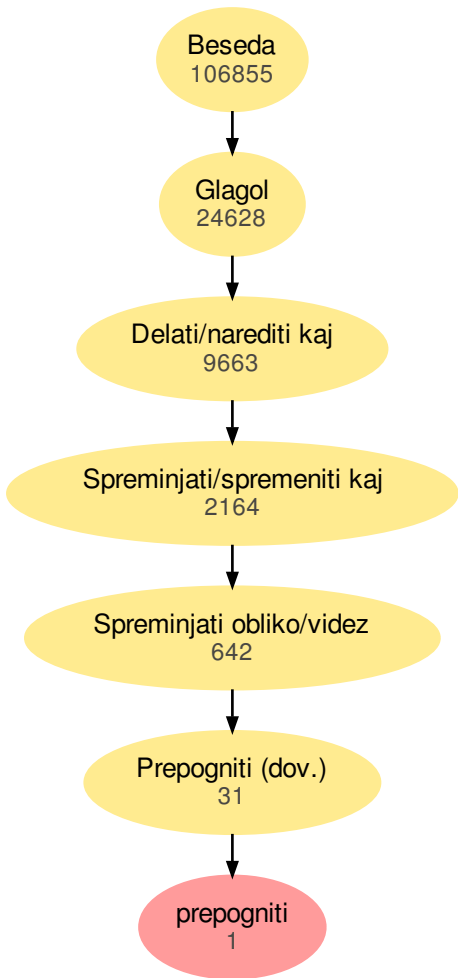 Beseda
106855
Glagol
24628
Delati/narediti kaj
9663
Spreminjati/spremeniti kaj
2164
Spreminjati obliko/videz
642
Prepogniti (dov.)
31
prepogniti
1